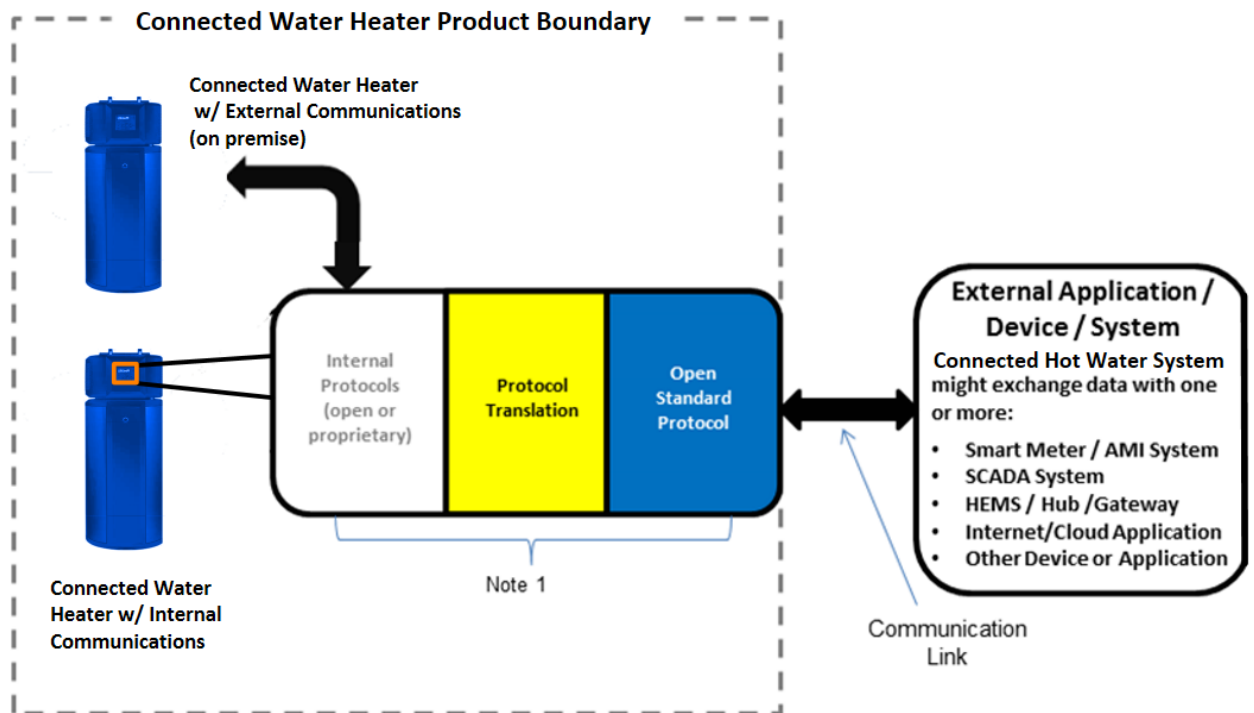 Connected Water Heater Product Boundary
Connected Water Heater
w/ External Communications
(on premise)
Internal
Protocols
(open or
proprietary)
Protocol
Translation
Open
Standard
Protocol
External Application /
Device / System
Connected Hot Water System
might exchange data with one
or more:
• Smart Meter / AMI System
• SCADA System
• HEMS / Hub /Gateway
• Internet/Cloud Application
• Other Device or Application
Note 1
Connected Water
Heater w/ Internal
Communications
Communication
Link